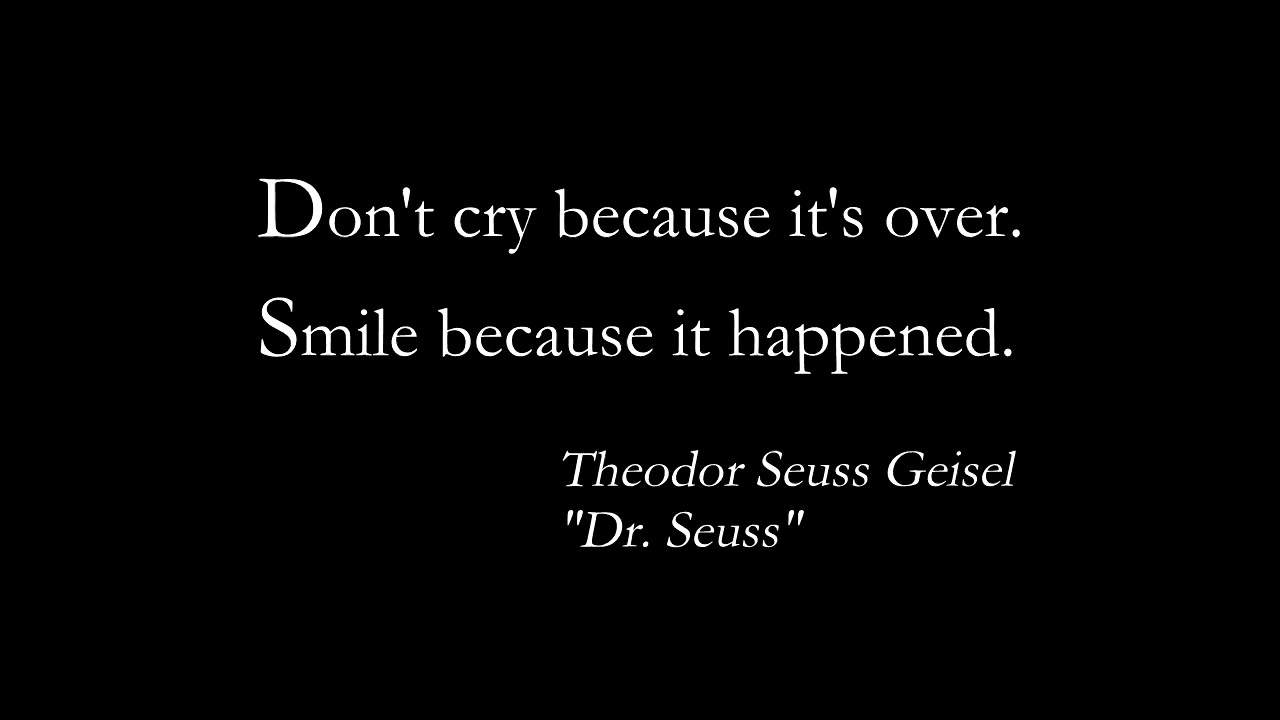 Don't cry because it's over.
Smile because it happened.
Theodor Seuss Geisel
"Dr. Seuss"